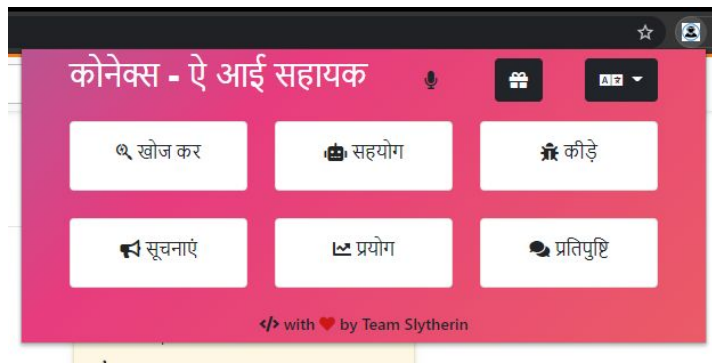 कोनेक्स - ऐ आई सहायक
खोज कर सहयोग कीड़े
सूचनाएं प्रयोग प्रतिपुष्टि
</> with ❤ by Team Slytherin